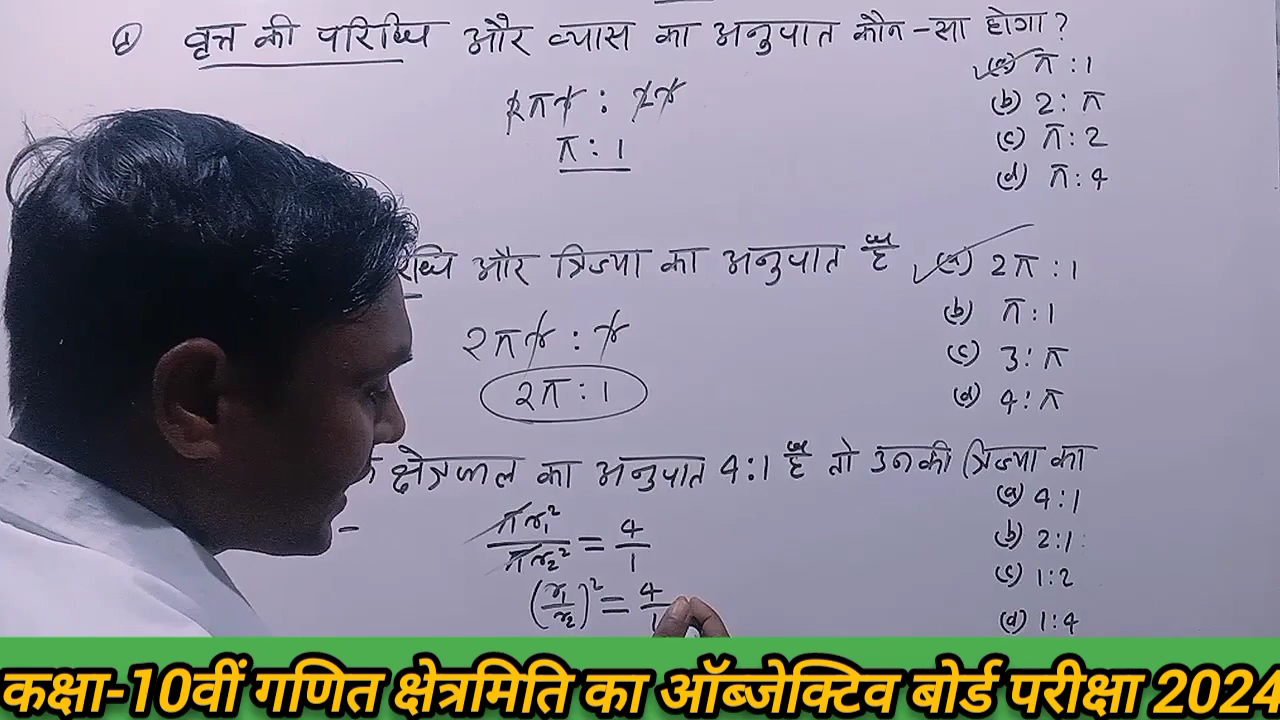 वृत्त की परिधि और व्यास का अनुपात कौन-सा होगा?
(a) π : 1
2πr : 2r
(b) 2 : π
π : 1
(c) π : 2
(d) π : 4
और त्रिज्या का अनुपात है
(a) 2π : 1
2πr : r
(b) π : 1
(c) 3 : π
2π : 1
(d) 4 : π
क्षेत्रफल का अनुपात 4:1 है तो उनकी त्रिज्या का
(a) 4 : 1
πr₁²/πr₂² = 4/1
(b) 2 : 1
(c) 1 : 2
(r₁/r₂)² = 4/1
(d) 1 : 4
कक्षा-10वीं गणित क्षेत्रमिति का ऑब्जेक्टिव बोर्ड परीक्षा 2024